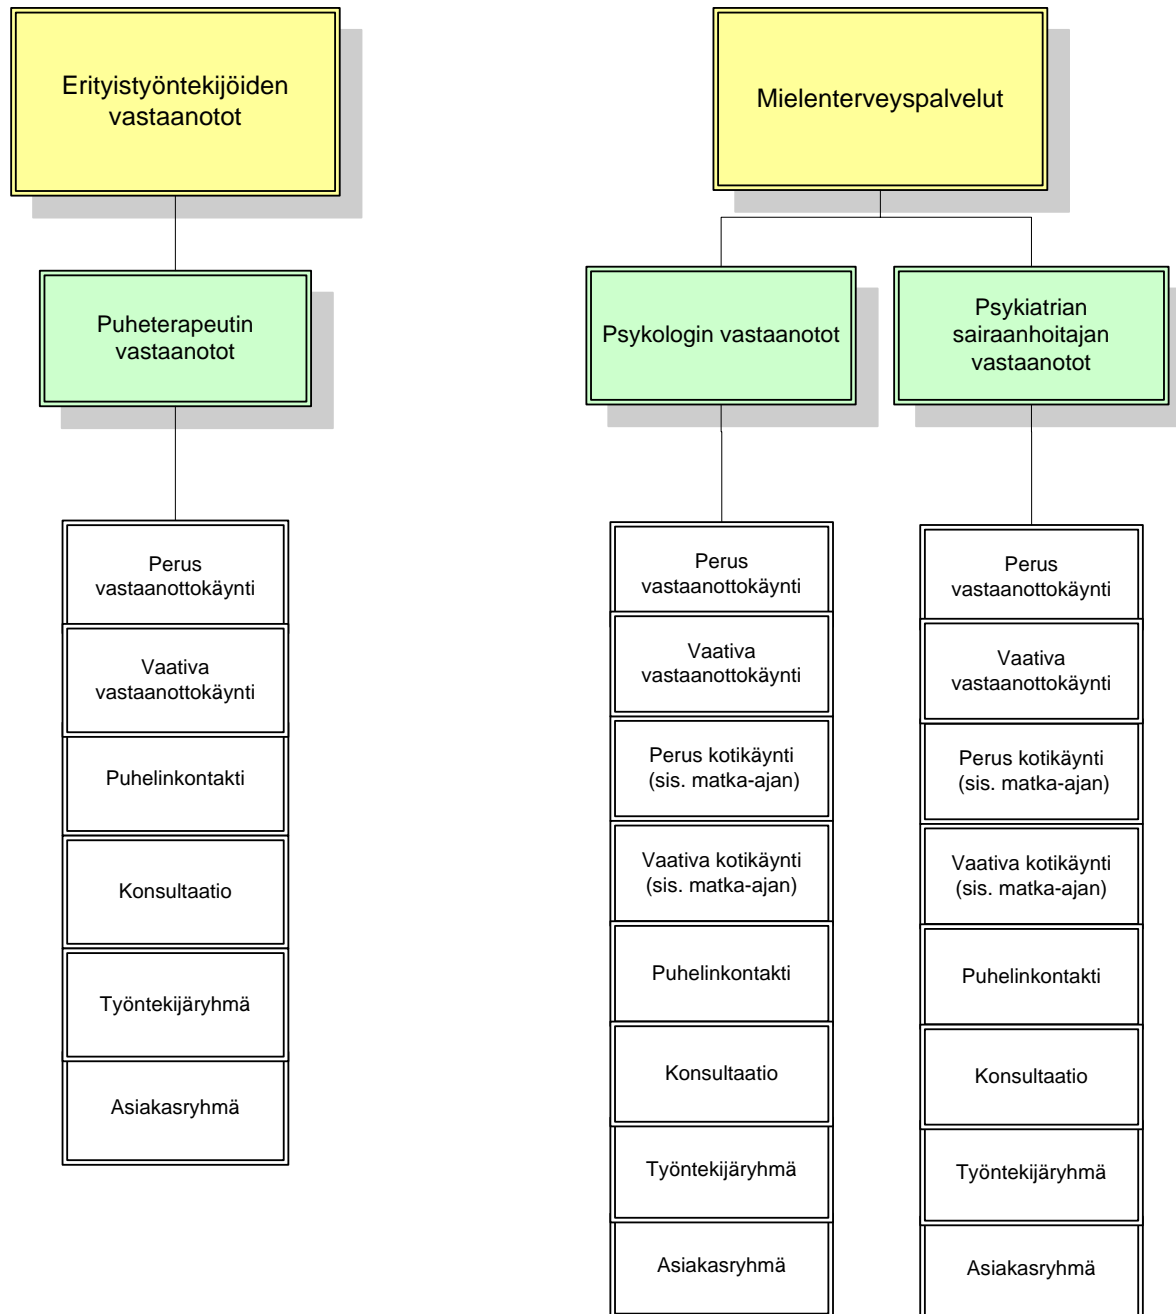 Erityistyöntekijöiden
vastaanotot
Puheterapeutin
vastaanotot
Perus
vastaanottokäynti
Vaativa
vastaanottokäynti
Puhelinkontakti
Konsultaatio
Työntekijäryhmä
Asiakasryhmä
Mielenterveyspalvelut
Psykologin vastaanotot
Perus
vastaanottokäynti
Vaativa
vastaanottokäynti
Perus kotikäynti
(sis. matka-ajan)
Vaativa kotikäynti
(sis. matka-ajan)
Puhelinkontakti
Konsultaatio
Työntekijäryhmä
Asiakasryhmä
Psykiatrian
sairaanhoitajan
vastaanotot
Perus
vastaanottokäynti
Vaativa
vastaanottokäynti
Perus kotikäynti
(sis. matka-ajan)
Vaativa kotikäynti
(sis. matka-ajan)
Puhelinkontakti
Konsultaatio
Työntekijäryhmä
Asiakasryhmä